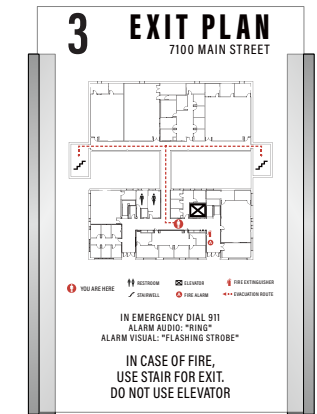 3
EXIT PLAN
7100 MAIN STREET
YOU ARE HERE
RESTROOM
ELEVATOR
FIRE EXTINGUISHER
STAIRWELL
FIRE ALARM
EVACUATION ROUTE
IN EMERGENCY DIAL 911
ALARM AUDIO: "RING"
ALARM VISUAL: "FLASHING STROBE"
IN CASE OF FIRE,
USE STAIR FOR EXIT.
DO NOT USE ELEVATOR